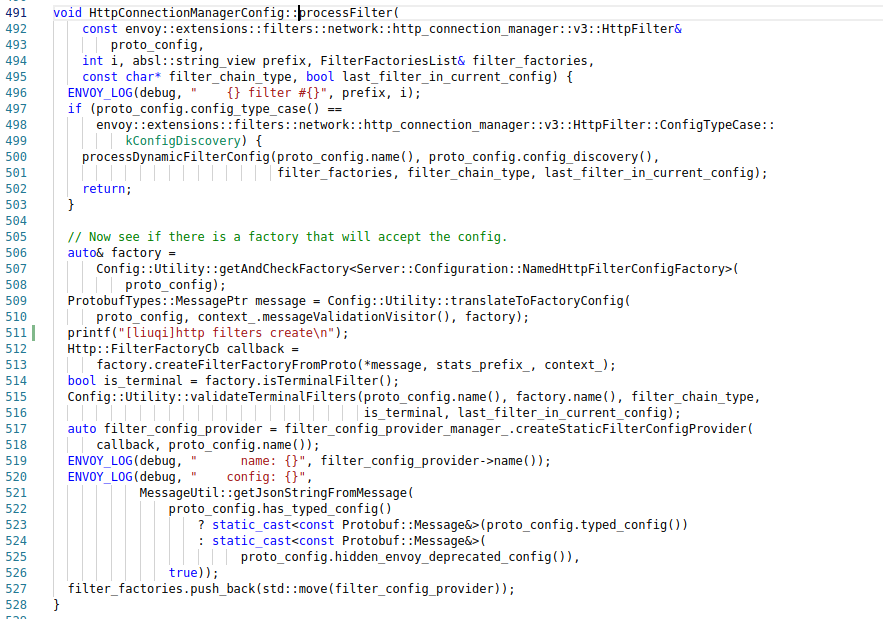 491 void HttpConnectionManagerConfig::processFilter(
492 const envoy::extensions::filters::network::http_connection_manager::v3::HttpFilter&
493 proto_config,
494 int i, absl::string_view prefix, FilterFactoriesList& filter_factories,
495 const char* filter_chain_type, bool last_filter_in_current_config) {
496 ENVOY_LOG(debug, "    {} filter #{}", prefix, i);
497 if (proto_config.config_type_case() ==
498 envoy::extensions::filters::network::http_connection_manager::v3::HttpFilter::ConfigTypeCase::
499 kConfigDiscovery) {
500 processDynamicFilterConfig(proto_config.name(), proto_config.config_discovery(),
501 filter_factories, filter_chain_type, last_filter_in_current_config);
502 return;
503 }
504
505 // Now see if there is a factory that will accept the config.
506 auto& factory =
507 Config::Utility::getAndCheckFactory<Server::Configuration::NamedHttpFilterConfigFactory>(
508 proto_config);
509 ProtobufTypes::MessagePtr message = Config::Utility::translateToFactoryConfig(
510 proto_config, context_.messageValidationVisitor(), factory);
511 printf("[liuqi]http filters create\n");
512 Http::FilterFactoryCb callback =
513 factory.createFilterFactoryFromProto(*message, stats_prefix_, context_);
514 bool is_terminal = factory.isTerminalFilter();
515 Config::Utility::validateTerminalFilters(proto_config.name(), factory.name(), filter_chain_type,
516 is_terminal, last_filter_in_current_config);
517 auto filter_config_provider = filter_config_provider_manager_.createStaticFilterConfigProvider(
518 callback, proto_config.name());
519 ENVOY_LOG(debug, "      name: {}", filter_config_provider->name());
520 ENVOY_LOG(debug, "    config: {}",
521 MessageUtil::getJsonStringFromMessage(
522 proto_config.has_typed_config()
523 ? static_cast<const Protobuf::Message&>(proto_config.typed_config())
524 : static_cast<const Protobuf::Message&>(
525 proto_config.hidden_envoy_deprecated_config()),
526 true));
527 filter_factories.push_back(std::move(filter_config_provider));
528 }